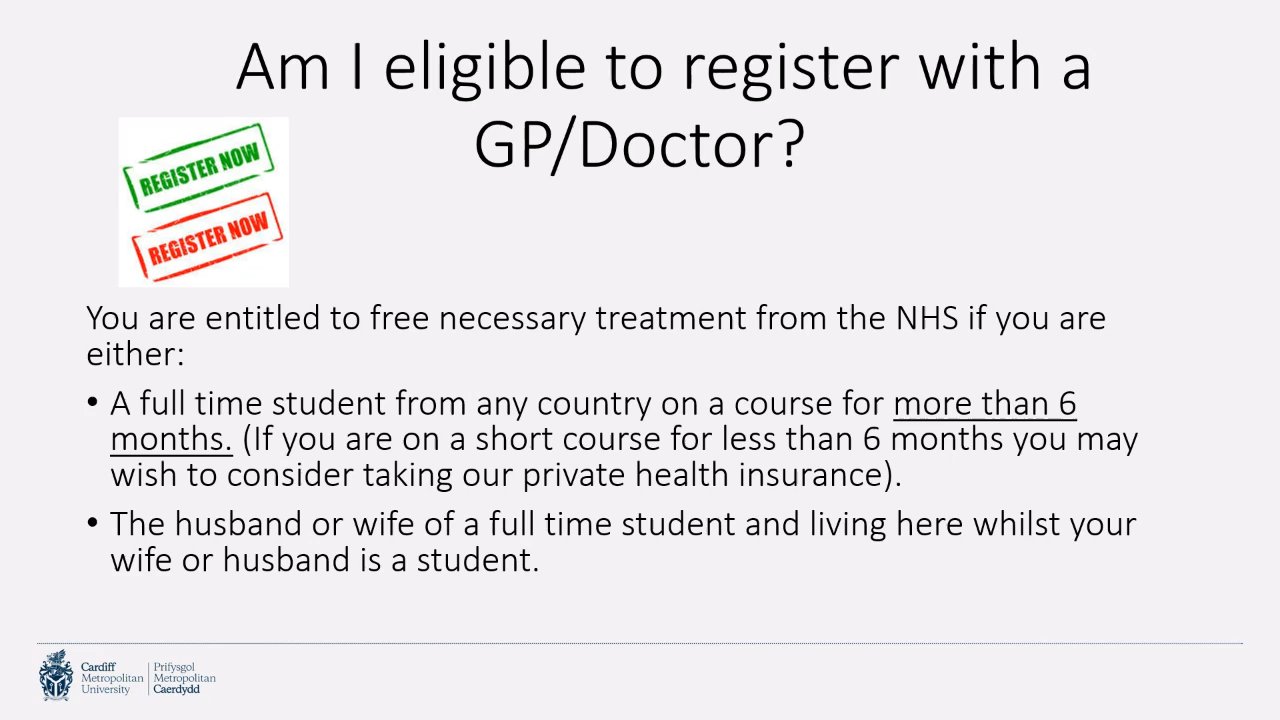 Am I eligible to register with a
GP/Doctor?
REGISTER NOW
REGISTER NOW
You are entitled to free necessary treatment from the NHS if you are
either:
• A full time student from any country on a course for more than 6
months. (If you are on a short course for less than 6 months you may
wish to consider taking our private health insurance).
• The husband or wife of a full time student and living here whilst your
wife or husband is a student.
Cardiff
Metropolitan
University
Prifysgol
Metropolitan
Caerdydd